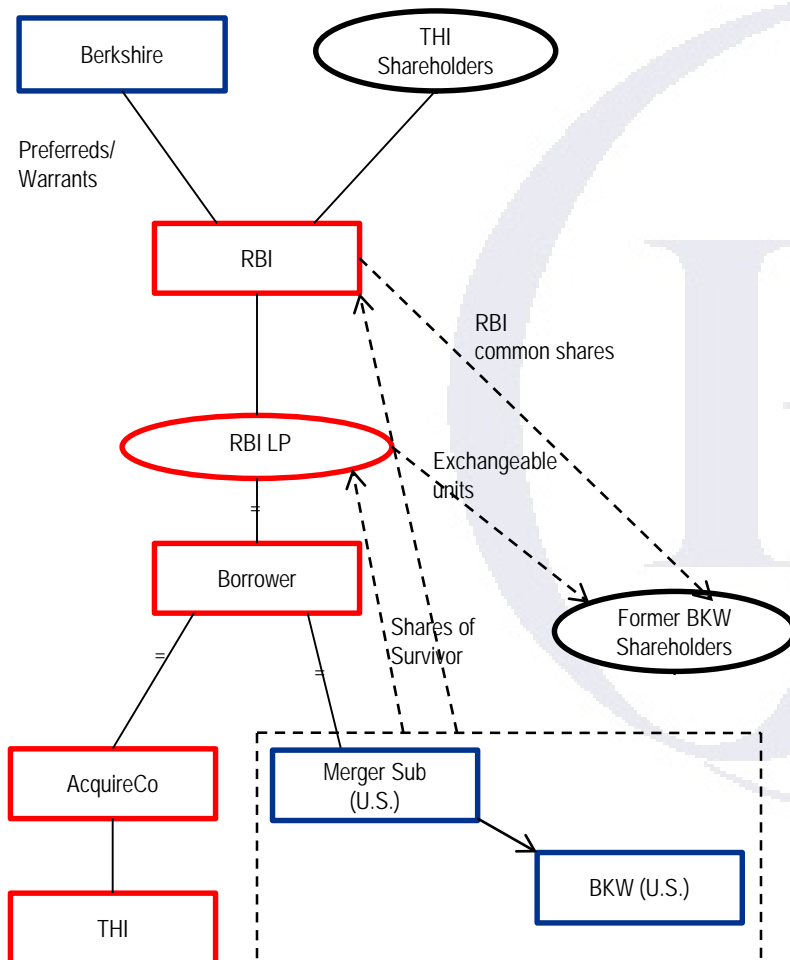 Berkshire
THI
Shareholders
Preferreds/
Warrants
RBI
RBI
common shares
RBI LP
Exchangeable
units
=
Borrower
Former BKW
Shareholders
Shares of
Survivor
=
=
Merger Sub
(U.S.)
AcquireCo
BKW (U.S.)
THI